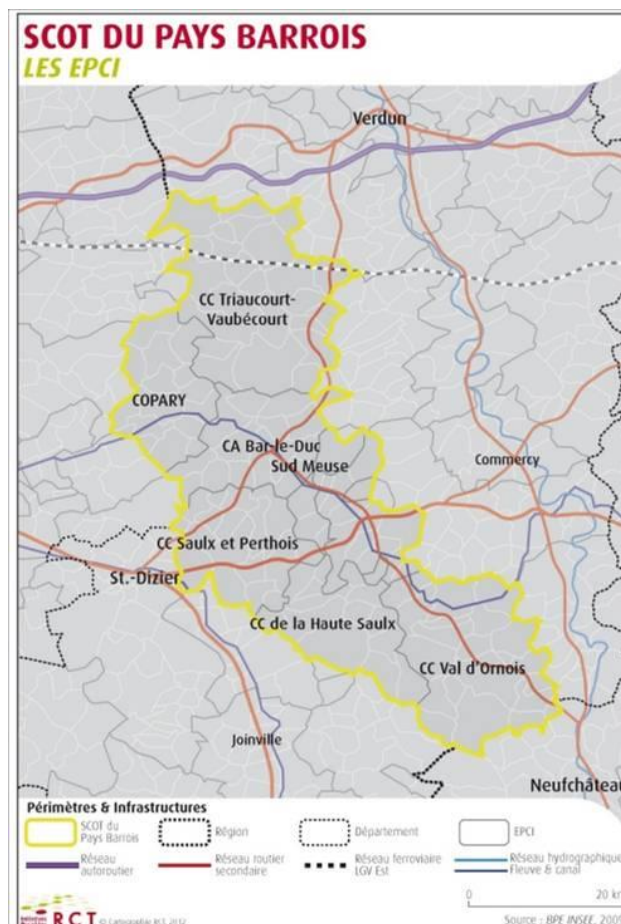 SCOT DU PAYS BARROIS
LES EPCI
Verdun
CC Triaucourt-
Vaubécourt
COPARY
CA Bar-le-Duc
Sud Meuse
Commercy
CC Saulx et Perthois
St.-Dizier
CC de la Haute Saulx
CC Val d'Ornois
Joinville
Neufchâteau
Périmètres & Infrastructures
SCOT du
Pays Barrois
Région
Département
EPCI
Réseau
autoroutier
Réseau routier
secondaire
Réseau ferroviaire
LGV Est
Réseau hydrographique
Fleuve & canal
0
20 km
R C T
© Cartographie RCT, 2012
Source : BPE INSEE, 2009